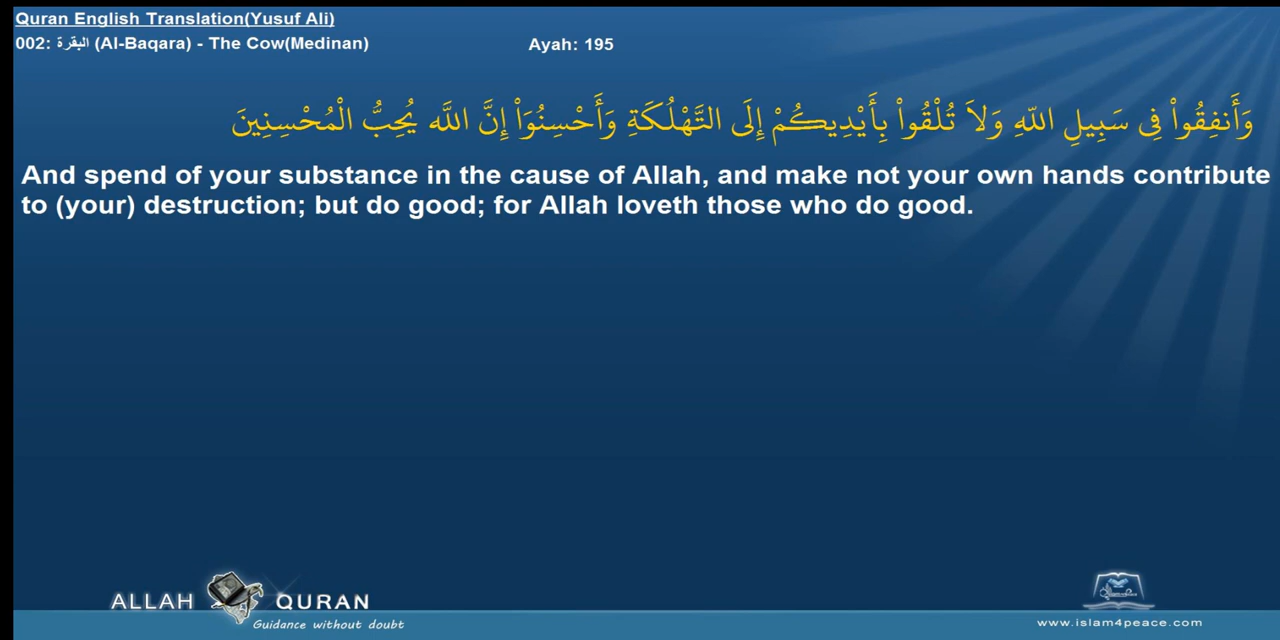 Quran English Translation(Yusuf Ali)
002: البقرة (Al-Baqara) - The Cow(Medinan) Ayah: 195
وَأَنفِقُواْ فِى سَبِيلِ اللّهِ وَلاَ تُلْقُواْ بِأَيْدِيكُمْ إِلَى التَّهْلُكَةِ وَأَحْسِنُوَاْ إِنَّ اللَّه يُحِبُّ الْمُحْسِنِينَ
And spend of your substance in the cause of Allah, and make not your own hands contribute
to (your) destruction; but do good; for Allah loveth those who do good.
ALLAH QURAN
Guidance without doubt
www.islam4peace.com